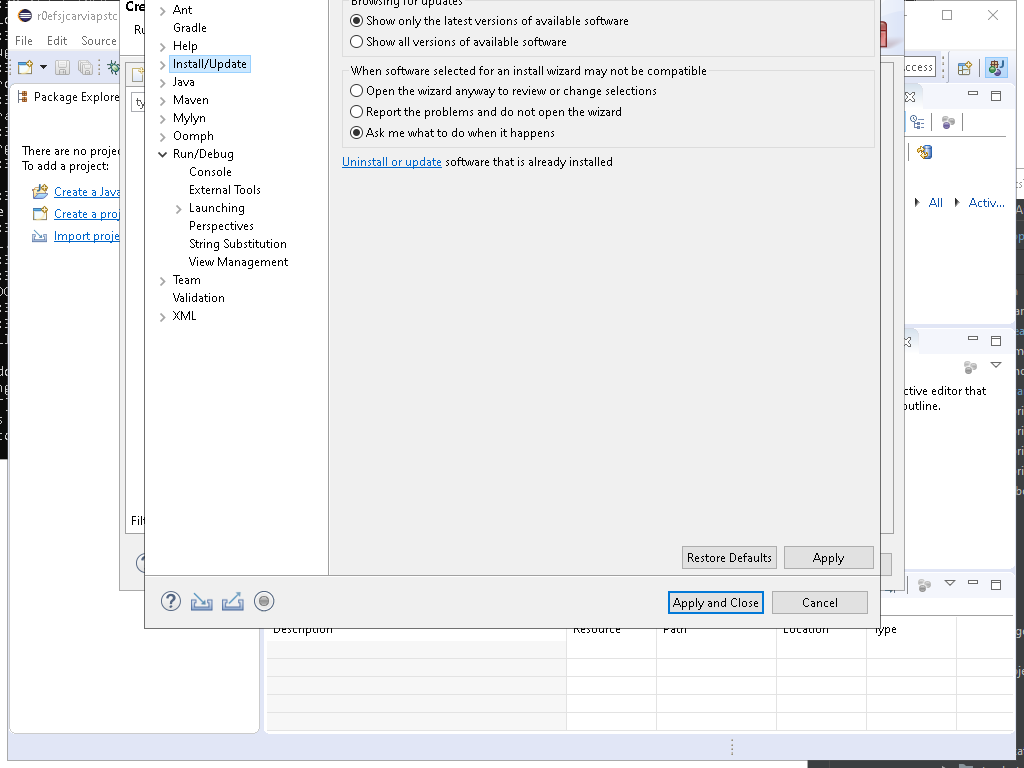 r0efsjcarviapstc
File Edit Source
Package Explore
There are no projec
To add a project:
Create a Java
Create a proj
Import proje
Cre
Ru
ty
Filt
Ant
Gradle
Help
Install/Update
Java
Maven
Mylyn
Oomph
Run/Debug
Console
External Tools
Launching
Perspectives
String Substitution
View Management
Team
Validation
XML
Browsing for updates
Show only the latest versions of available software
Show all versions of available software
When software selected for an install wizard may not be compatible
Open the wizard anyway to review or change selections
Report the problems and do not open the wizard
Ask me what to do when it happens
Uninstall or update software that is already installed
Restore Defaults Apply
Apply and Close Cancel
ccess
All Activ...
ctive editor that
outline.
Description Resource Path Location Type